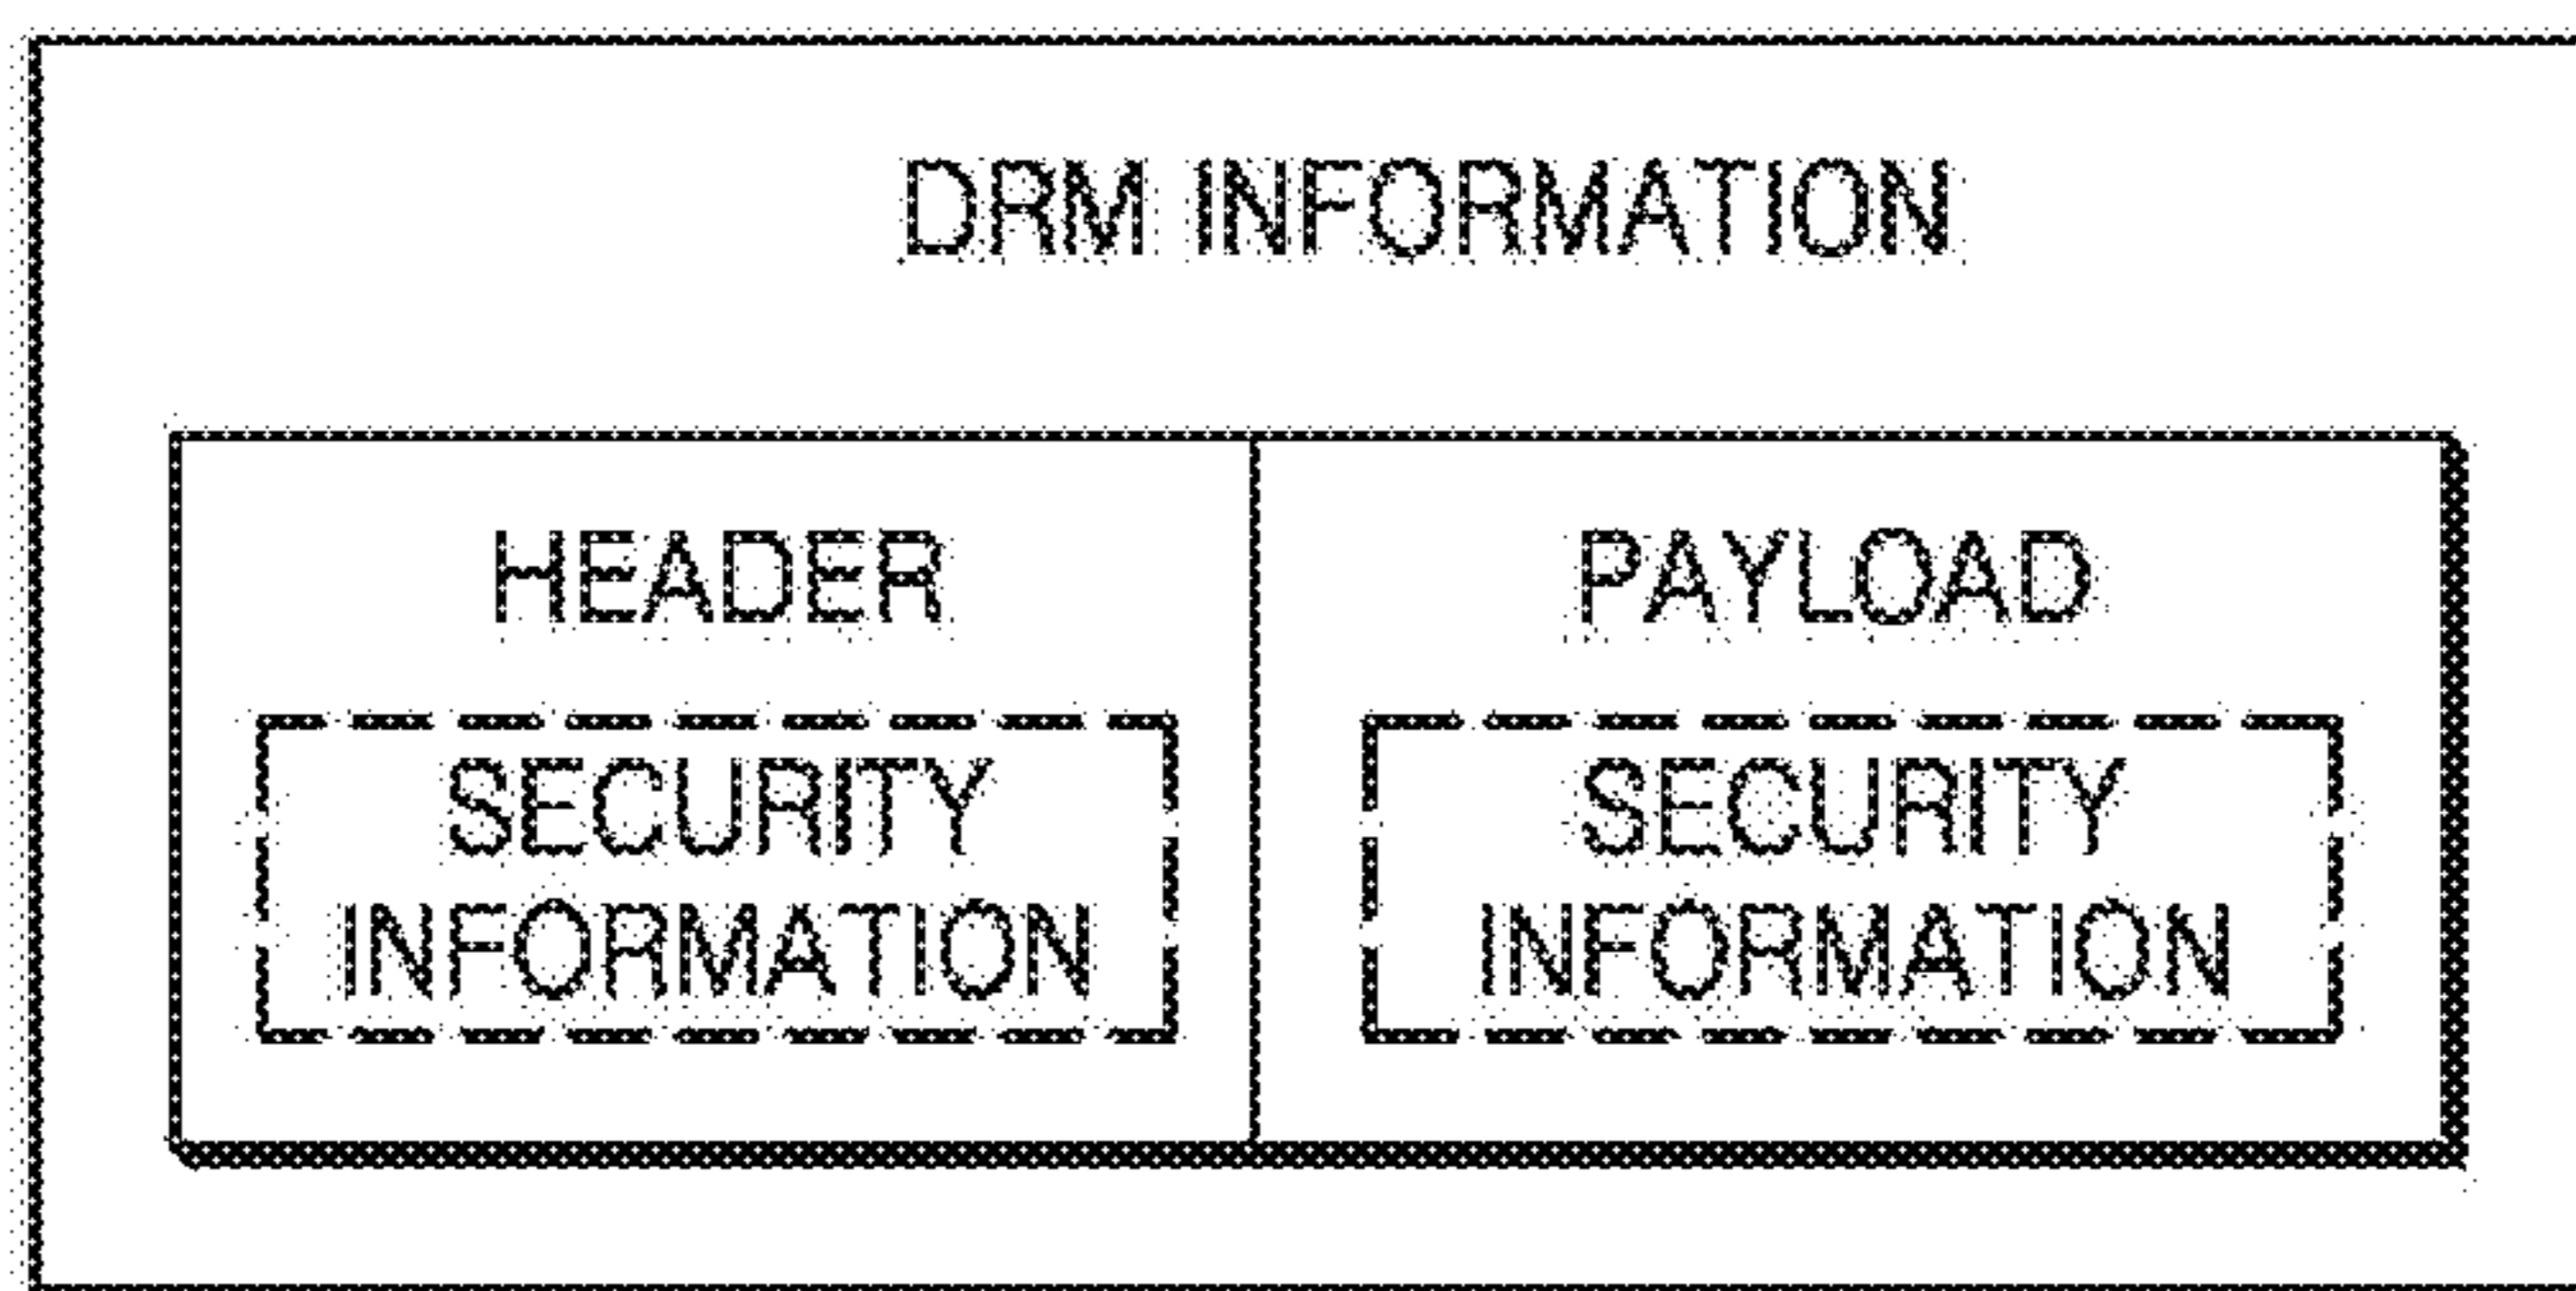 DRM INFORMATION
HEADER
PAYLOAD
SECURITY
INFORMATION
SECURITY
INFORMATION